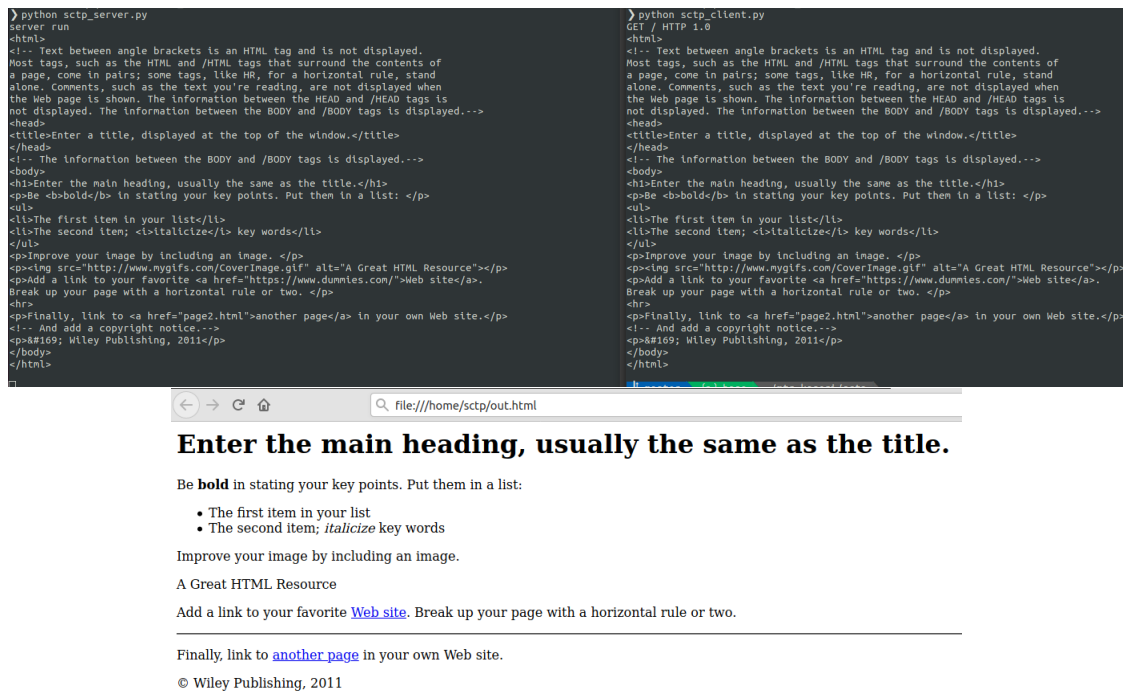 ❯ python sctp_server.py
server run
<html>
<!-- Text between angle brackets is an HTML tag and is not displayed.
Most tags, such as the HTML and /HTML tags that surround the contents of
a page, come in pairs; some tags, like HR, for a horizontal rule, stand
alone. Comments, such as the text you're reading, are not displayed when
the Web page is shown. The information between the HEAD and /HEAD tags is
not displayed. The information between the BODY and /BODY tags is displayed.-->
<head>
<title>Enter a title, displayed at the top of the window.</title>
</head>
<!-- The information between the BODY and /BODY tags is displayed.-->
<body>
<h1>Enter the main heading, usually the same as the title.</h1>
<p>Be <b>bold</b> in stating your key points. Put them in a list: </p>
<ul>
<li>The first item in your list</li>
<li>The second item; <i>italicize</i> key words</li>
</ul>
<p>Improve your image by including an image. </p>
<p><img src="http://www.mygifs.com/CoverImage.gif" alt="A Great HTML Resource"></p>
<p>Add a link to your favorite <a href="https://www.dummies.com/">Web site</a>.
Break up your page with a horizontal rule or two. </p>
<hr>
<p>Finally, link to <a href="page2.html">another page</a> in your own Web site.</p>
<!-- And add a copyright notice.-->
<p>&#169; Wiley Publishing, 2011</p>
</body>
</html>
❯ python sctp_client.py
GET / HTTP 1.0
<html>
<!-- Text between angle brackets is an HTML tag and is not displayed.
Most tags, such as the HTML and /HTML tags that surround the contents of
a page, come in pairs; some tags, like HR, for a horizontal rule, stand
alone. Comments, such as the text you're reading, are not displayed when
the Web page is shown. The information between the HEAD and /HEAD tags is
not displayed. The information between the BODY and /BODY tags is displayed.-->
<head>
<title>Enter a title, displayed at the top of the window.</title>
</head>
<!-- The information between the BODY and /BODY tags is displayed.-->
<body>
<h1>Enter the main heading, usually the same as the title.</h1>
<p>Be <b>bold</b> in stating your key points. Put them in a list: </p>
<ul>
<li>The first item in your list</li>
<li>The second item; <i>italicize</i> key words</li>
</ul>
<p>Improve your image by including an image. </p>
<p><img src="http://www.mygifs.com/CoverImage.gif" alt="A Great HTML Resource"></p>
<p>Add a link to your favorite <a href="https://www.dummies.com/">Web site</a>.
Break up your page with a horizontal rule or two. </p>
<hr>
<p>Finally, link to <a href="page2.html">another page</a> in your own Web site.</p>
<!-- And add a copyright notice.-->
<p>&#169; Wiley Publishing, 2011</p>
</body>
</html>
file:///home/sctp/out.html
Enter the main heading, usually the same as the title.
Be bold in stating your key points. Put them in a list:
• The first item in your list
• The second item; italicize key words
Improve your image by including an image.
A Great HTML Resource
Add a link to your favorite Web site. Break up your page with a horizontal rule or two.
Finally, link to another page in your own Web site.
© Wiley Publishing, 2011